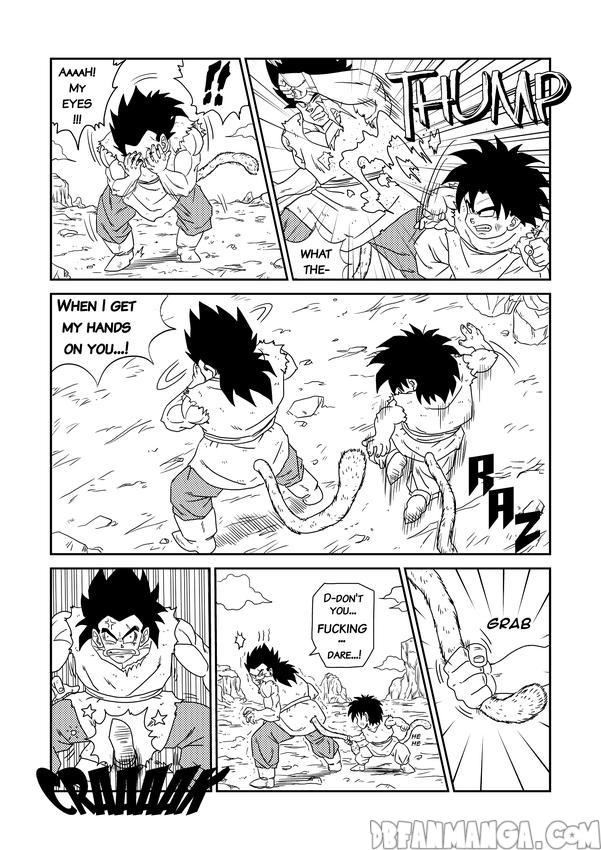 AAAAH!
MY
EYES
!!!
!!
THUMP
WHAT
THE-
WHEN I GET
MY HANDS
ON YOU...!
RAZ
CRAAAAK
D-DON'T
YOU...
FUCKING
...
DARE...!
HE
HE
GRAB
DBFANMANGA.COM